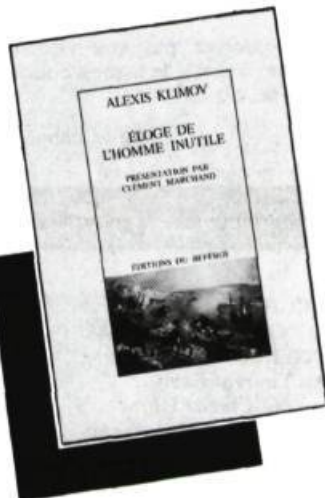 ALEXIS KLIMOV
ÉLOGE DE
L'HOMME INUTILE
PRÉSENTATION PAR
CLÉMENT MARCHAND
ÉDITIONS DU BEFFROI